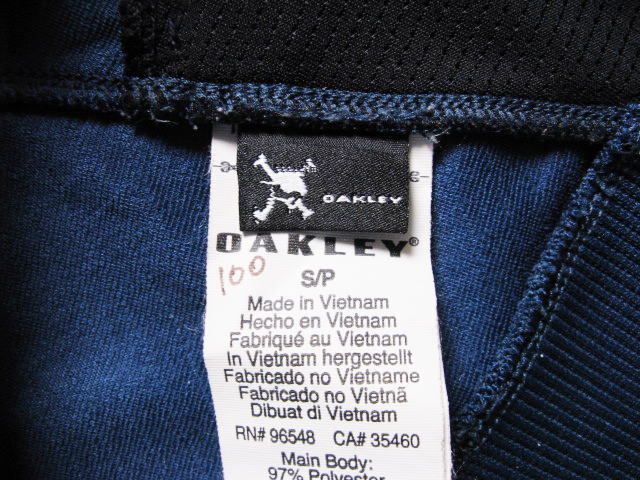 OAKLEY
OAKLEY®
100
S/P
Made in Vietnam
Hecho en Vietnam
Fabriqué au Vietnam
In Vietnam hergestellt
Fabricado no Vietname
Fabricado no Vietnã
Dibuat di Vietnam
RN# 96548 CA# 35460
Main Body:
97% Polyester